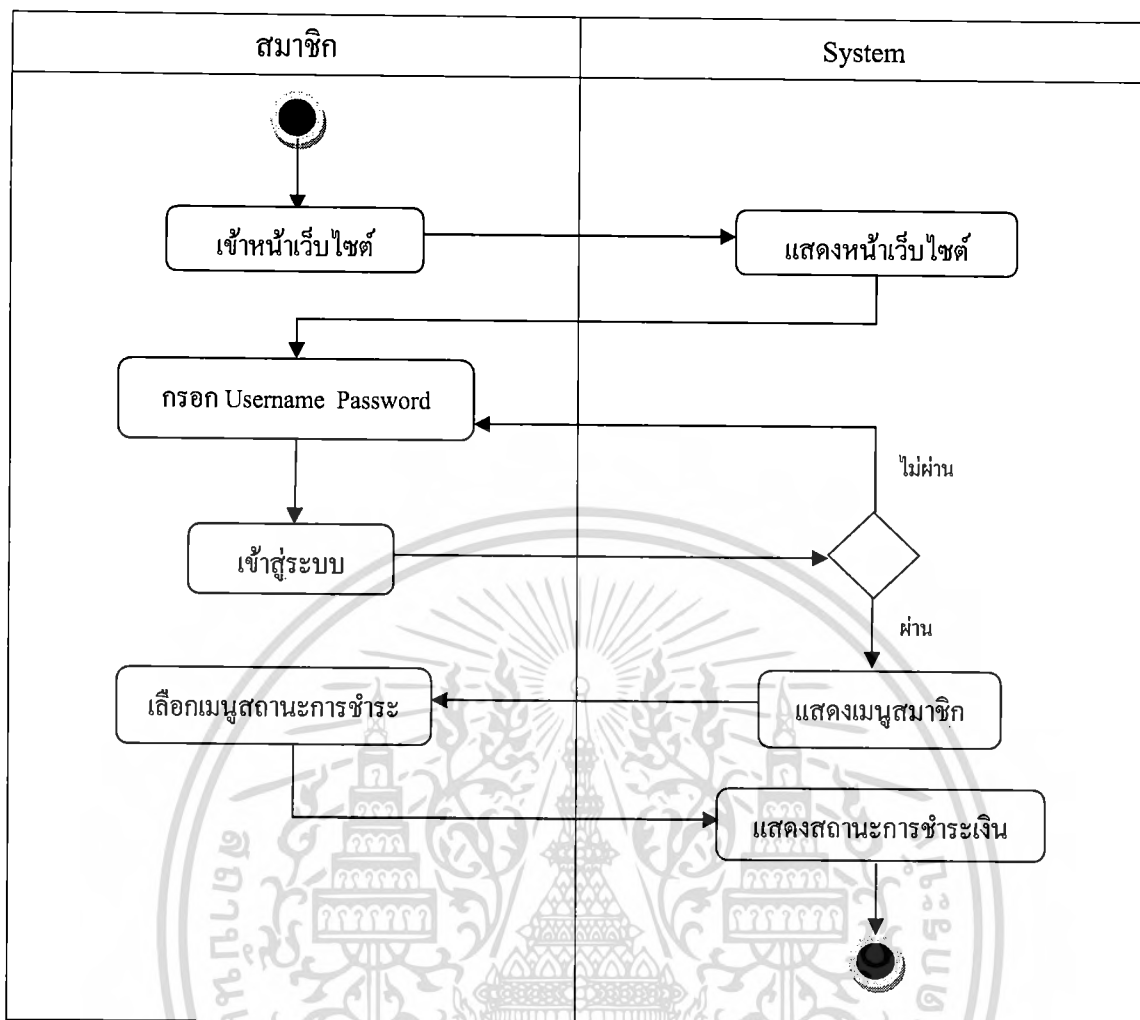 สมาชิก
System
เข้าหน้าเว็บไซต์
แสดงหน้าเว็บไซต์
กรอก Username Password
ไม่ผ่าน
เข้าสู่ระบบ
ผ่าน
เลือกเมนูสถานะการชำระ
แสดงเมนูสมาชิก
แสดงสถานะการชำระเงิน